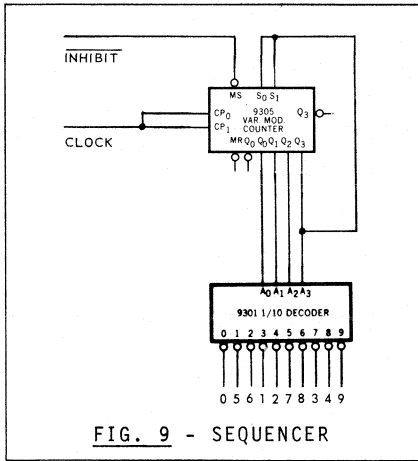 INHIBIT
MS S0 S1
CP0 9305 Q3
VAR. MOD.
CP1 COUNTER
CLOCK
MR Q0 Q0 Q1 Q2 Q3
A0 A1 A2 A3
9301 1/10 DECODER
0 1 2 3 4 5 6 7 8 9
0 5 6 1 2 7 8 3 4 9
FIG. 9 - SEQUENCER